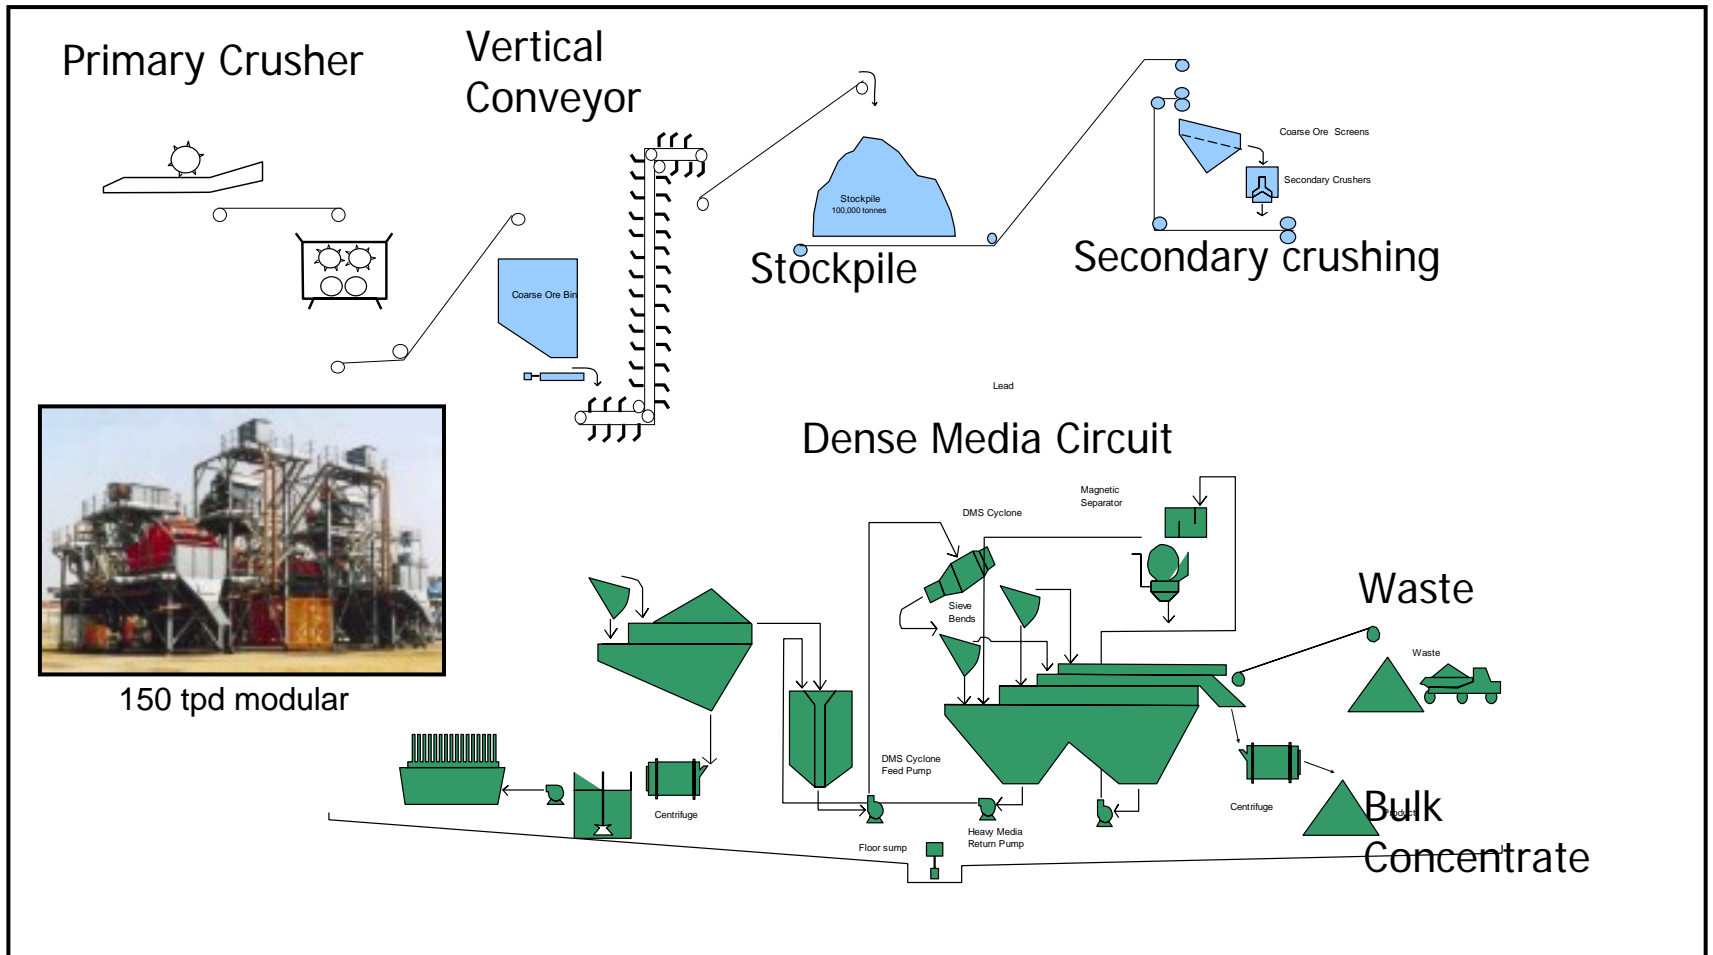 Primary Crusher
Vertical
Conveyor
Coarse Ore Screens
Secondary Crushers
Stockpile
100,000 tonnes
Stockpile
Secondary crushing
Coarse Ore Bin
Lead
Dense Media Circuit
Magnetic
Separator
DMS Cyclone
Sieve
Bends
Waste
Waste
150 tpd modular
DMS Cyclone
Feed Pump
Centrifuge
Centrifuge
Heavy Media
Return Pump
Floor sump
Product
Bulk
Concentrate